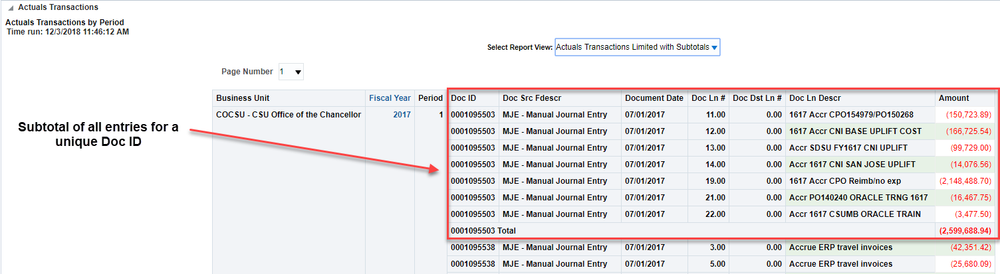 Actuals Transactions
Actuals Transactions by Period
Time run: 12/3/2018 11:46:12 AM
Select Report View: Actuals Transactions Limited with Subtotals
Page Number 1
Subtotal of all entries for a
unique Doc ID
Business Unit Fiscal Year Period Doc ID Doc Src Fdescr Document Date Doc Ln # Doc Dst Ln # Doc Ln Descr Amount
COCSU - CSU Office of the Chancellor 2017 1 0001095503 MJE - Manual Journal Entry 07/01/2017 11.00 0.00 1617 Accr CPO154979/PO150268 (150,723.89)
0001095503 MJE - Manual Journal Entry 07/01/2017 12.00 0.00 1617 Accr CNI BASE UPLIFT COST (166,725.54)
0001095503 MJE - Manual Journal Entry 07/01/2017 13.00 0.00 Accr SDSU FY1617 CNI UPLIFT (99,729.00)
0001095503 MJE - Manual Journal Entry 07/01/2017 14.00 0.00 Accr 1617 CNI SAN JOSE UPLIFT (14,076.56)
0001095503 MJE - Manual Journal Entry 07/01/2017 19.00 0.00 1617 Accr CPO Reimb/no exp (2,148,488.70)
0001095503 MJE - Manual Journal Entry 07/01/2017 21.00 0.00 Accr PO140240 ORACLE TRNG 1617 (16,467.75)
0001095503 MJE - Manual Journal Entry 07/01/2017 22.00 0.00 Accr 1617 CSUMB ORACLE TRAIN (3,477.50)
0001095503 Total (2,599,688.94)
0001095538 MJE - Manual Journal Entry 07/01/2017 3.00 0.00 Accrue ERP travel invoices (42,351.42)
0001095538 MJE - Manual Journal Entry 07/01/2017 5.00 0.00 Accrue ERP travel invoices (25,680.09)